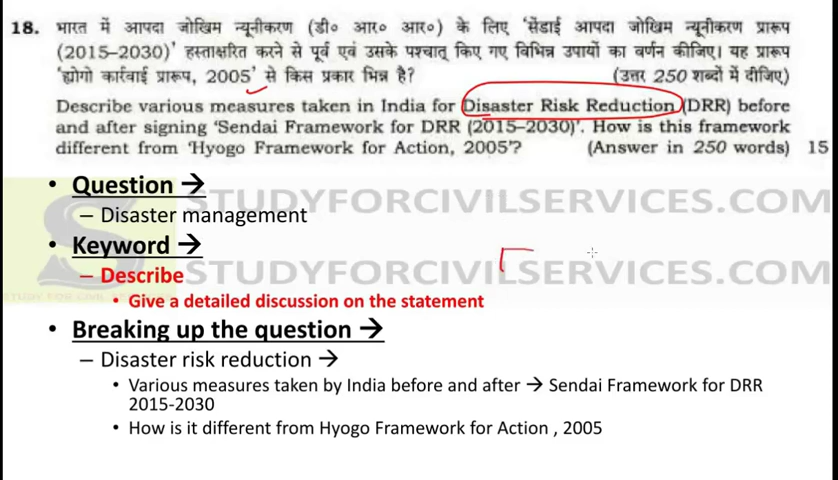 18. भारत में आपदा जोखिम न्यूनीकरण (डी० आर० आर०) के लिए 'सेंडाई आपदा जोखिम न्यूनीकरण प्रारूप
(2015–2030)' हस्ताक्षरित करने से पूर्व एवं उसके पश्चात् किए गए विभिन्न उपायों का वर्णन कीजिए। यह प्रारूप
'ह्योगो कार्रवाई प्रारूप, 2005' से किस प्रकार भिन्न है? (उत्तर 250 शब्दों में दीजिए)
Describe various measures taken in India for Disaster Risk Reduction (DRR) before
and after signing 'Sendai Framework for DRR (2015–2030)'. How is this framework
different from 'Hyogo Framework for Action, 2005'? (Answer in 250 words) 15
• Question →
STUDYFORCIVILSERVICES.COM
– Disaster management
• Keyword →
– Describe
STUDYFORCIVILSERVICES.COM
STUDY FOR CIVIL
• Give a detailed discussion on the statement
• Breaking up the question →
– Disaster risk reduction →
• Various measures taken by India before and after → Sendai Framework for DRR
2015-2030
• How is it different from Hyogo Framework for Action , 2005